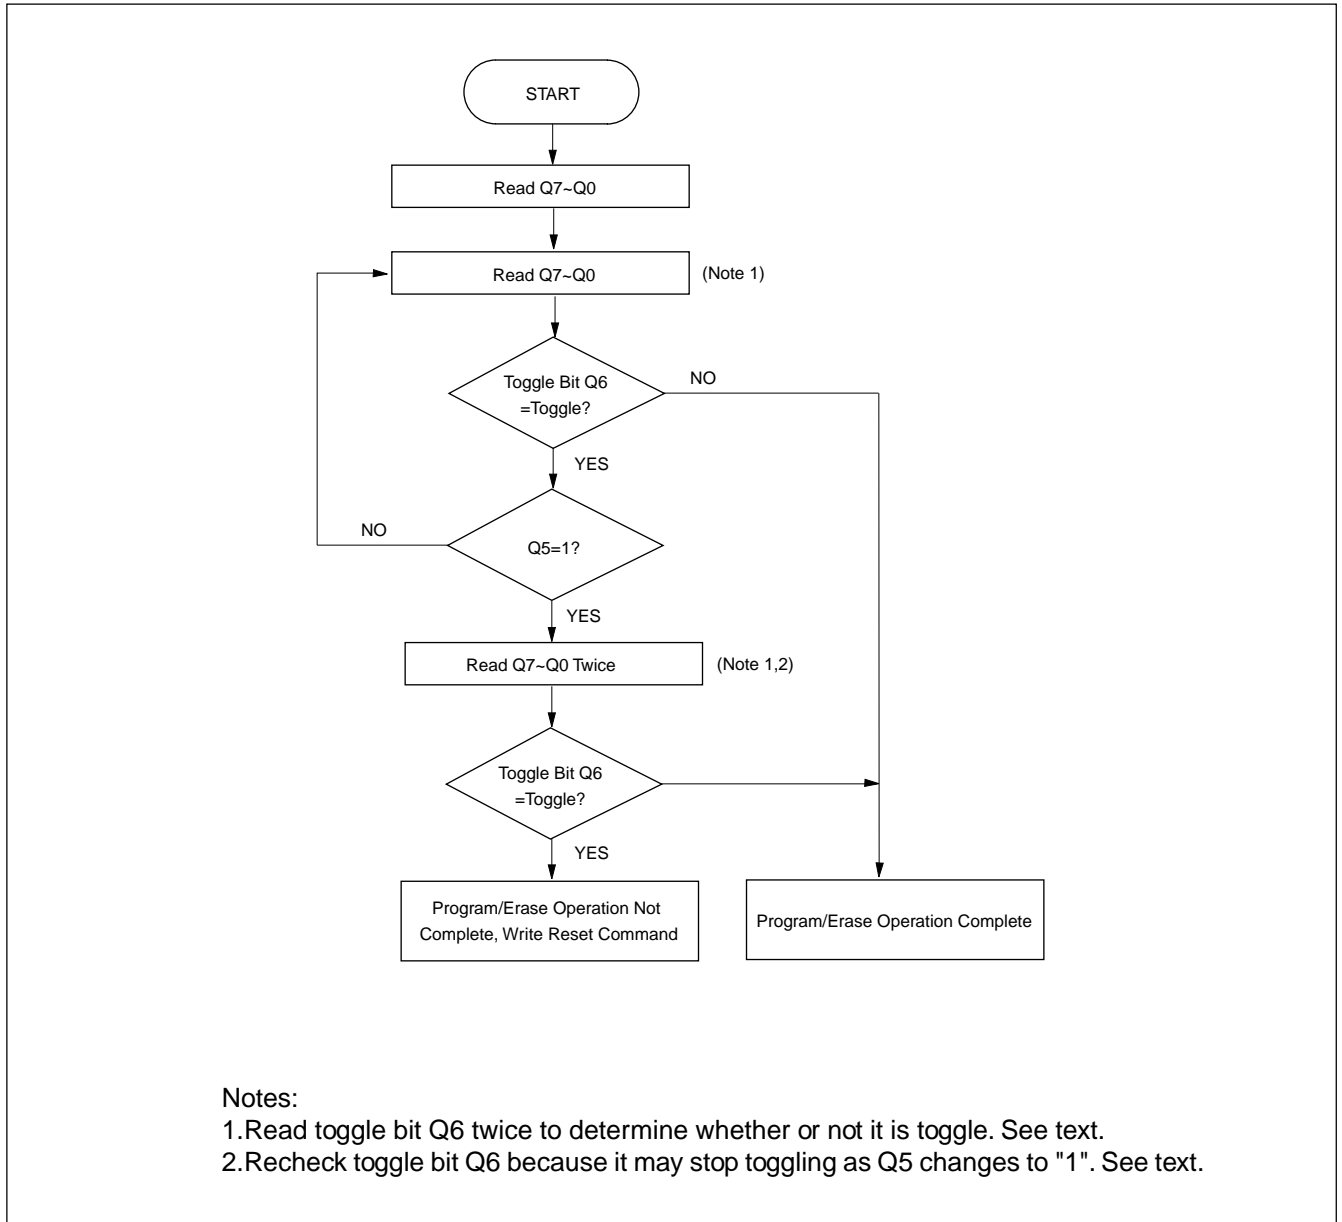 START
Read Q7~Q0
Read Q7~Q0
(Note 1)
Toggle Bit Q6
=Toggle?
NO
YES
NO
Q5=1?
YES
Read Q7~Q0 Twice
(Note 1,2)
Toggle Bit Q6
=Toggle?
YES
Program/Erase Operation Not
Complete, Write Reset Command
Program/Erase Operation Complete
Notes:
1.Read toggle bit Q6 twice to determine whether or not it is toggle. See text.
2.Recheck toggle bit Q6 because it may stop toggling as Q5 changes to "1". See text.